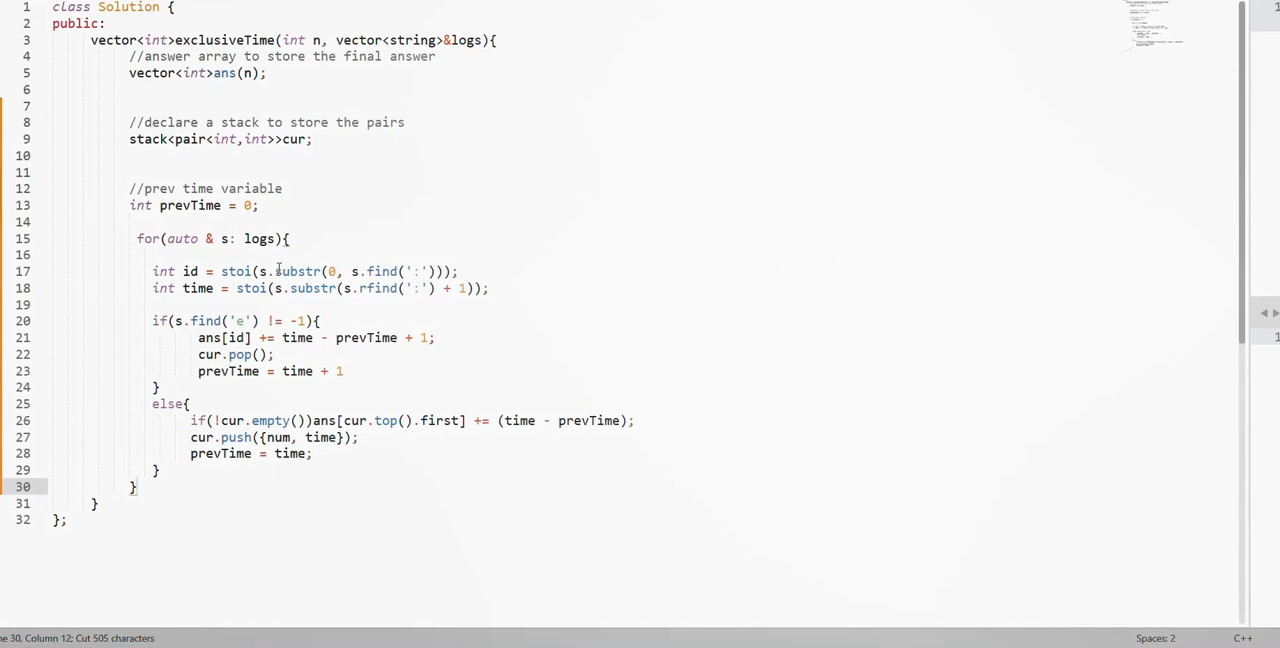 1 class Solution {
2 public:
3 vector<int>exclusiveTime(int n, vector<string>&logs){
4 //answer array to store the final answer
5 vector<int>ans(n);
6
7
8 //declare a stack to store the pairs
9 stack<pair<int,int>>cur;
10
11
12 //prev time variable
13 int prevTime = 0;
14
15 for(auto & s: logs){
16
17 int id = stoi(s.substr(0, s.find(':')));
18 int time = stoi(s.substr(s.rfind(':') + 1));
19
20 if(s.find('e') != -1){
21 ans[id] += time - prevTime + 1;
22 cur.pop();
23 prevTime = time + 1
24 }
25 else{
26 if(!cur.empty())ans[cur.top().first] += (time - prevTime);
27 cur.push({num, time});
28 prevTime = time;
29 }
30 }
31 }
32 };
ne 30, Column 12; Cut 505 characters
Spaces: 2
C++